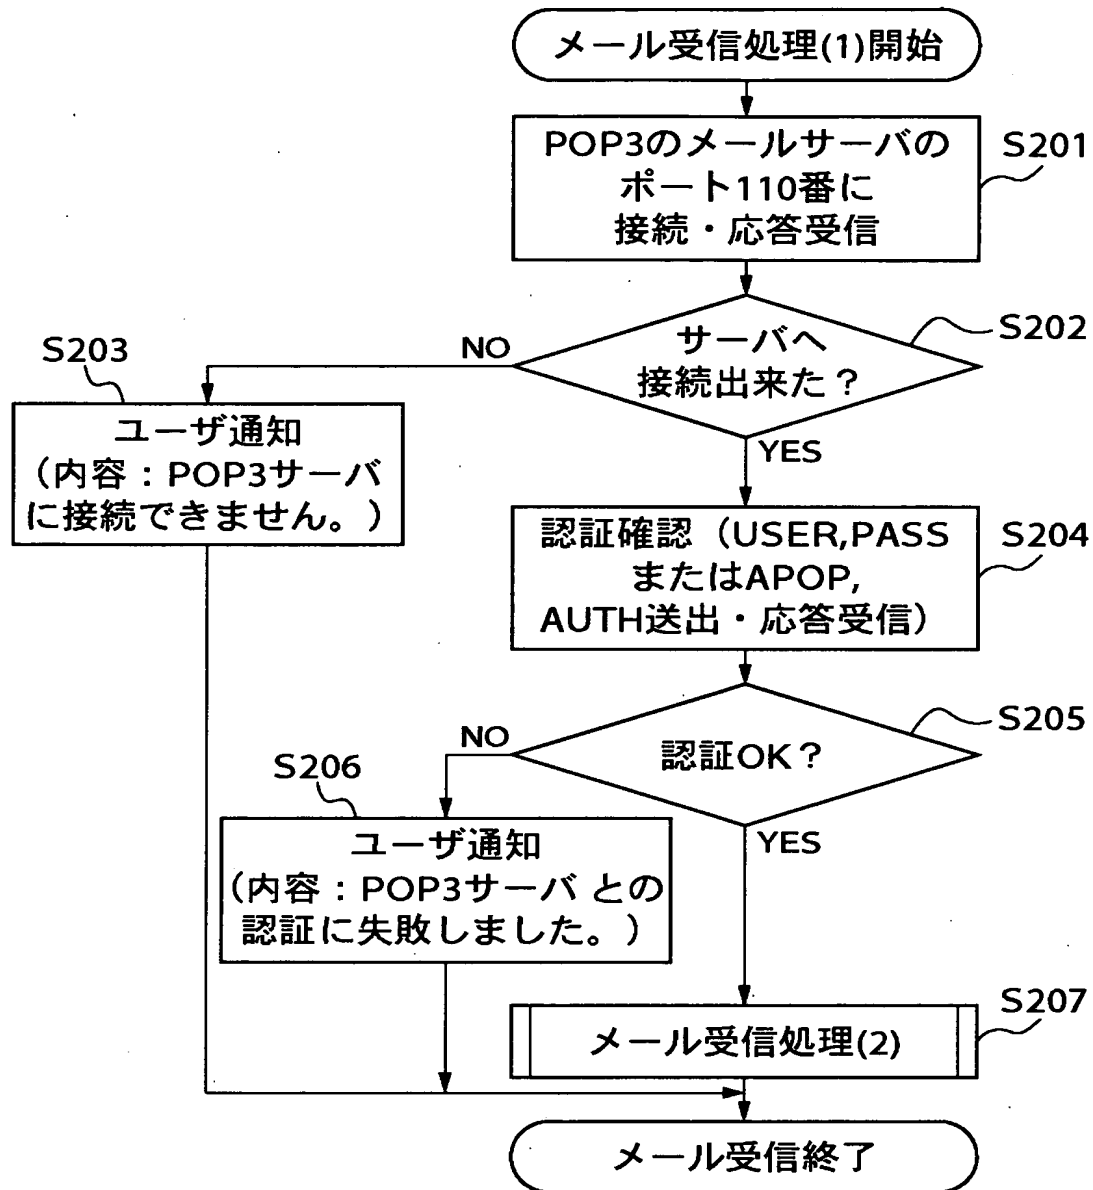 メール受信処理(1)開始
POP3のメールサーバの
ポート110番に
接続・応答受信
S201
サーバへ
接続出来た？
S202
NO
YES
S203
ユーザ通知
（内容：POP3サーバ
に接続できません。）
認証確認（USER,PASS
またはAPOP,
AUTH送出・応答受信）
S204
認証OK？
S205
NO
YES
S206
ユーザ通知
（内容：POP3サーバ との
認証に失敗しました。）
メール受信処理(2)
S207
メール受信終了